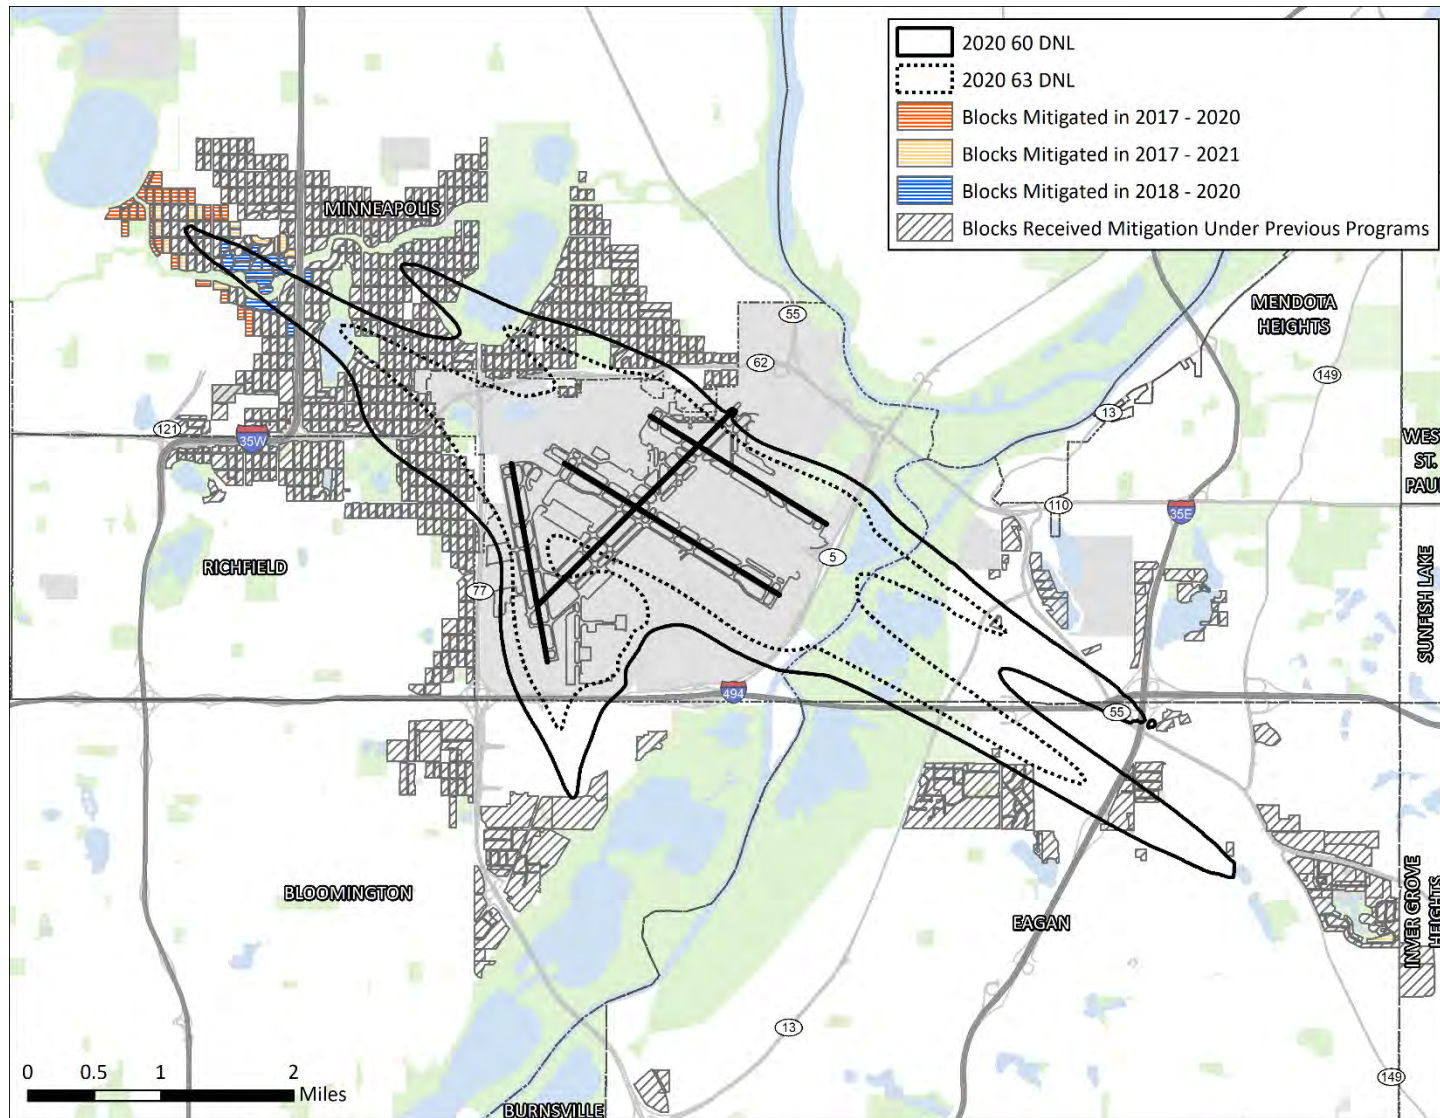 2020 60 DNL
2020 63 DNL
Blocks Mitigated in 2017 - 2020
Blocks Mitigated in 2017 - 2021
Blocks Mitigated in 2018 - 2020
Blocks Received Mitigation Under Previous Programs
MINNEAPOLIS
MENDOTA
HEIGHTS
55
62
149
13
121
35W
WEST
ST.
PAUL
110
35E
5
RICHFIELD
77
SUNFISH LAKE
494
55
BLOOMINGTON
EAGAN
INVER GROVE
HEIGHTS
13
149
0
0.5
1
2
Miles
BURNSVILLE